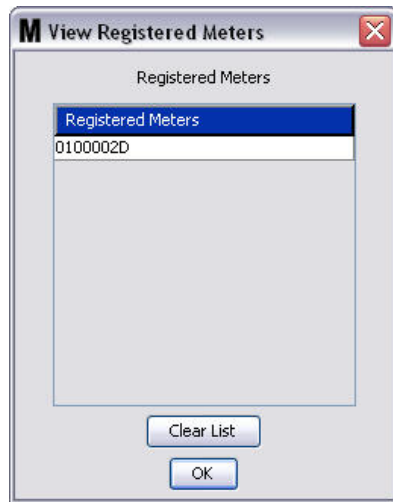 M View Registered Meters
Registered Meters
Registered Meters
0100002D
Clear List
OK